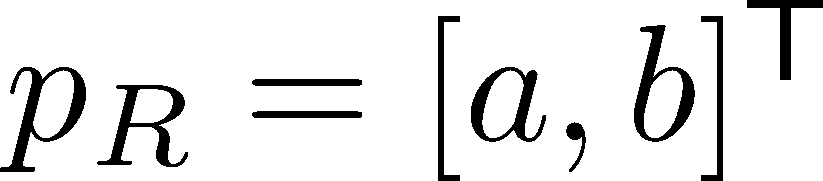 p_R = [a, b]^⊤